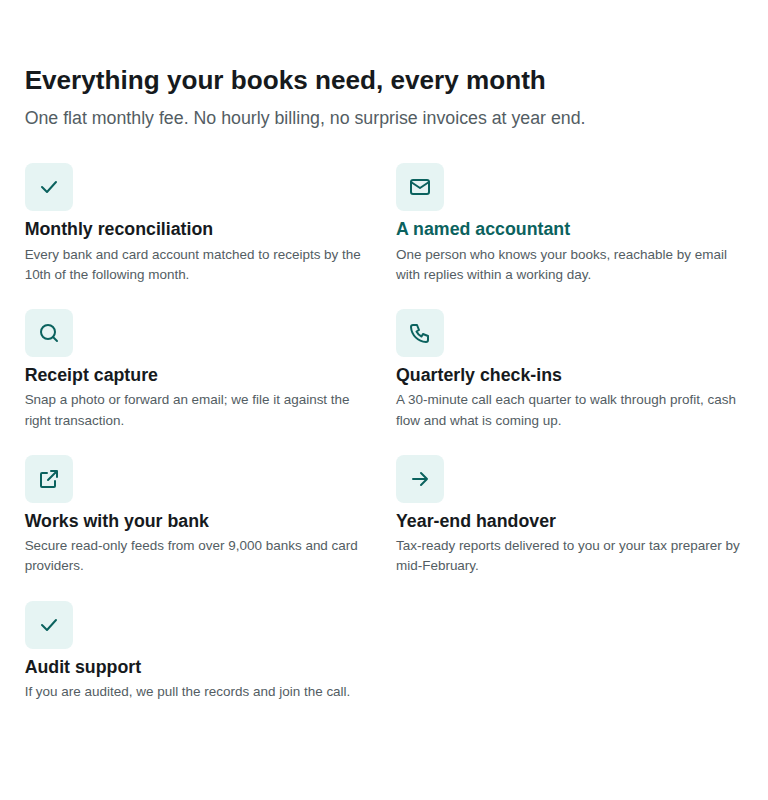 Everything your books need, every month
One flat monthly fee. No hourly billing, no surprise invoices at year end.
Monthly reconciliation
Every bank and card account matched to receipts by the
10th of the following month.
A named accountant
One person who knows your books, reachable by email
with replies within a working day.
Receipt capture
Snap a photo or forward an email; we file it against the
right transaction.
Quarterly check-ins
A 30-minute call each quarter to walk through profit, cash
flow and what is coming up.
Works with your bank
Secure read-only feeds from over 9,000 banks and card
providers.
Year-end handover
Tax-ready reports delivered to you or your tax preparer by
mid-February.
Audit support
If you are audited, we pull the records and join the call.